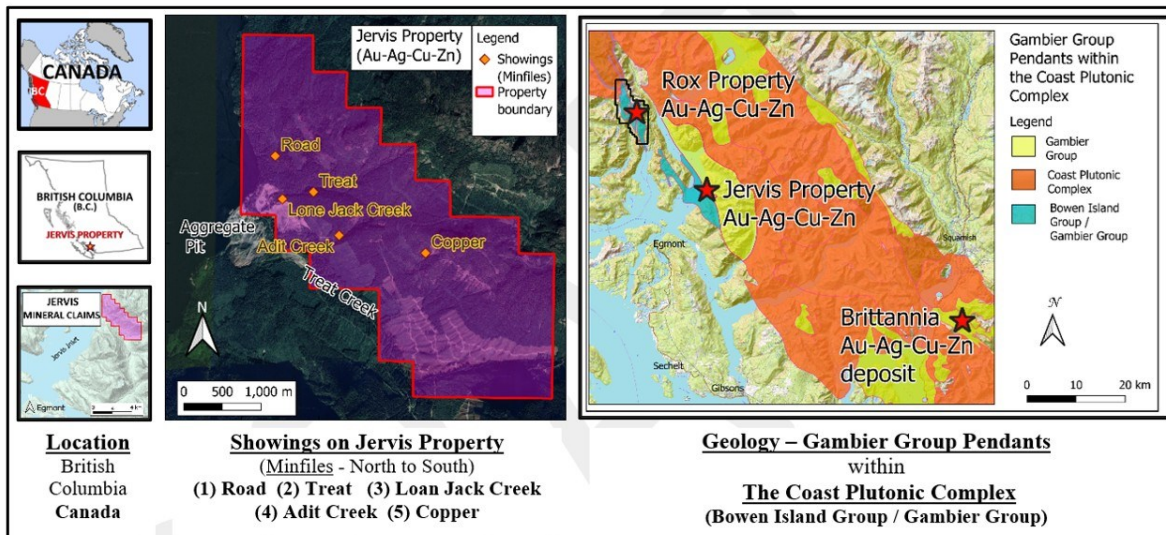 CANADA
BC
BRITISH COLUMBIA
(B.C.)
JERVIS PROPERTY
JERVIS
MINERAL CLAIMS
Jervis Inlet
Egmont
0 4 km
Location
British
Columbia
Canada
Jervis Property
(Au-Ag-Cu-Zn)
Legend
Showings
(Minfiles)
Property
boundary
Road
Treat
Lone Jack Creek
Aggregate
Pit
Adit Creek
Copper
Treat Creek
N
0 500 1,000 m
Showings on Jervis Property
(Minfiles - North to South)
(1) Road (2) Treat (3) Loan Jack Creek
(4) Adit Creek (5) Copper
Rox Property
Au-Ag-Cu-Zn
Jervis Property
Au-Ag-Cu-Zn
Egmont
Squamish
Brittannia
Au-Ag-Cu-Zn
deposit
Sechelt
Gibsons
Gambier Group
Pendants within
the Coast Plutonic
Complex
Legend
Gambier
Group
Coast Plutonic
Complex
Bowen Island
Group /
Gambier Group
N
0 10 20 km
Geology – Gambier Group Pendants
within
The Coast Plutonic Complex
(Bowen Island Group / Gambier Group)